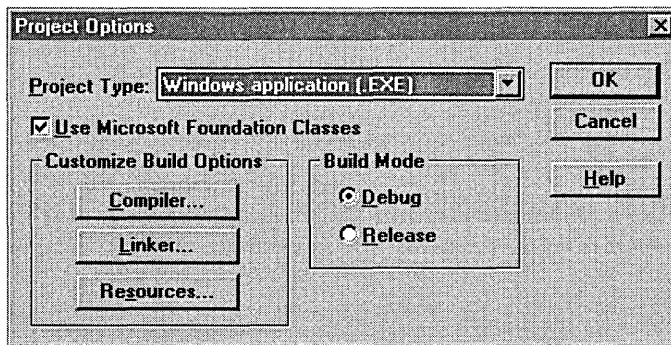 Project Options
Project Type: Windows application (.EXE)
OK
Use Microsoft Foundation Classes
Cancel
Customize Build Options
Build Mode
Help
Compiler...
Debug
Linker...
Release
Resources...